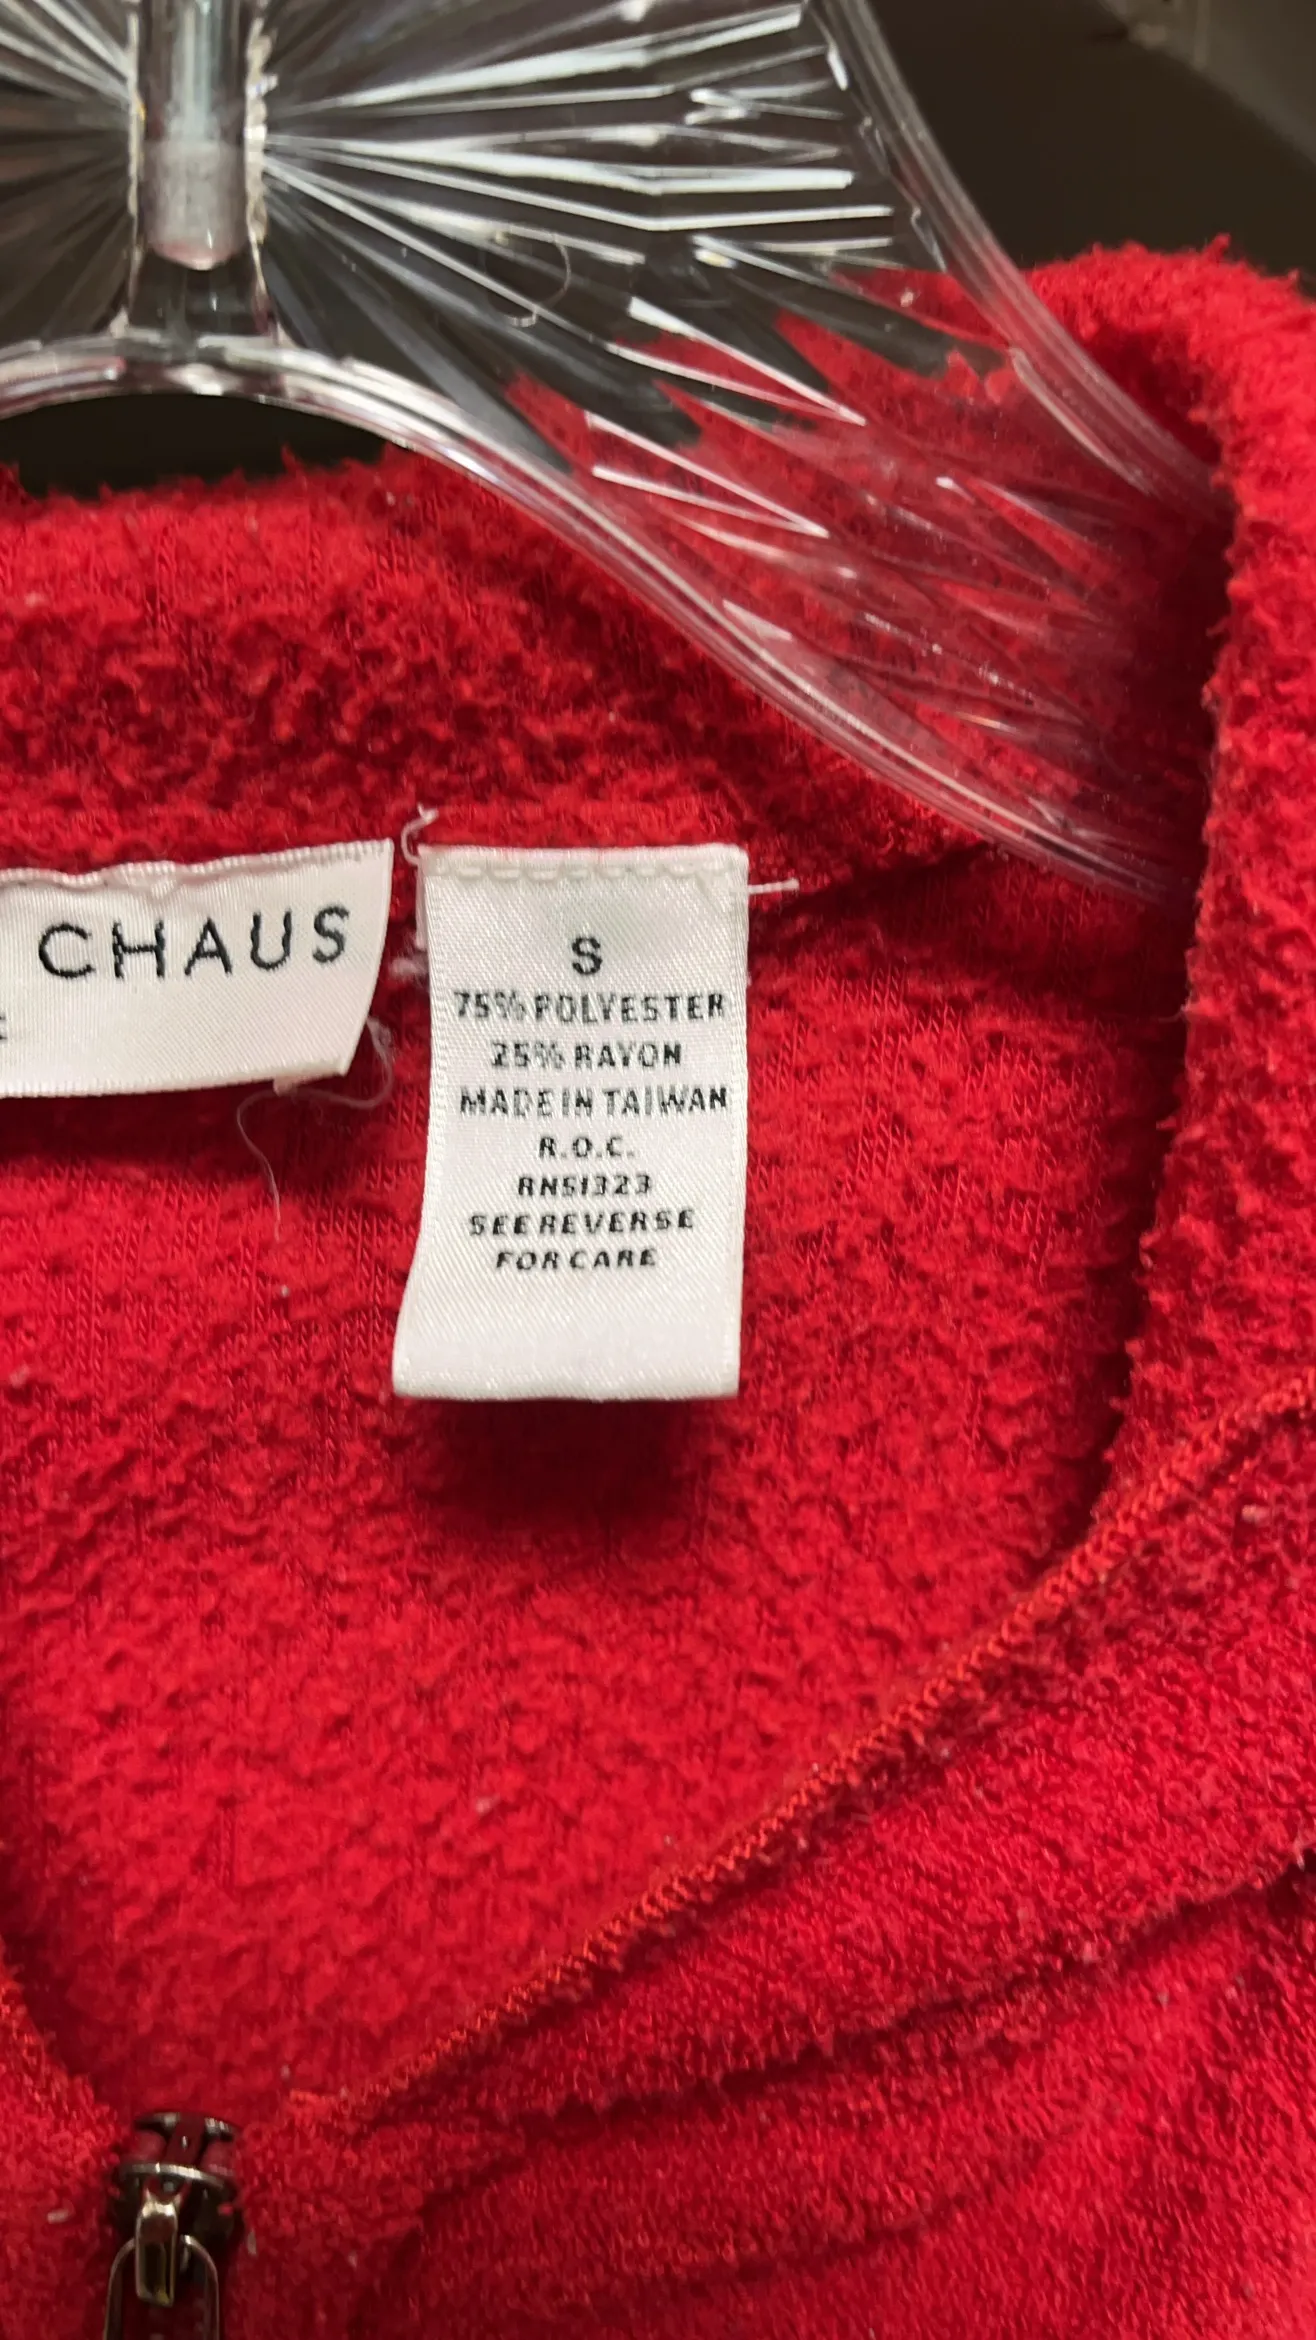 CHAUS
S
75% POLYESTER
25% RAYON
MADE IN TAIWAN
R.O.C.
RN51323
SEE REVERSE
FOR CARE